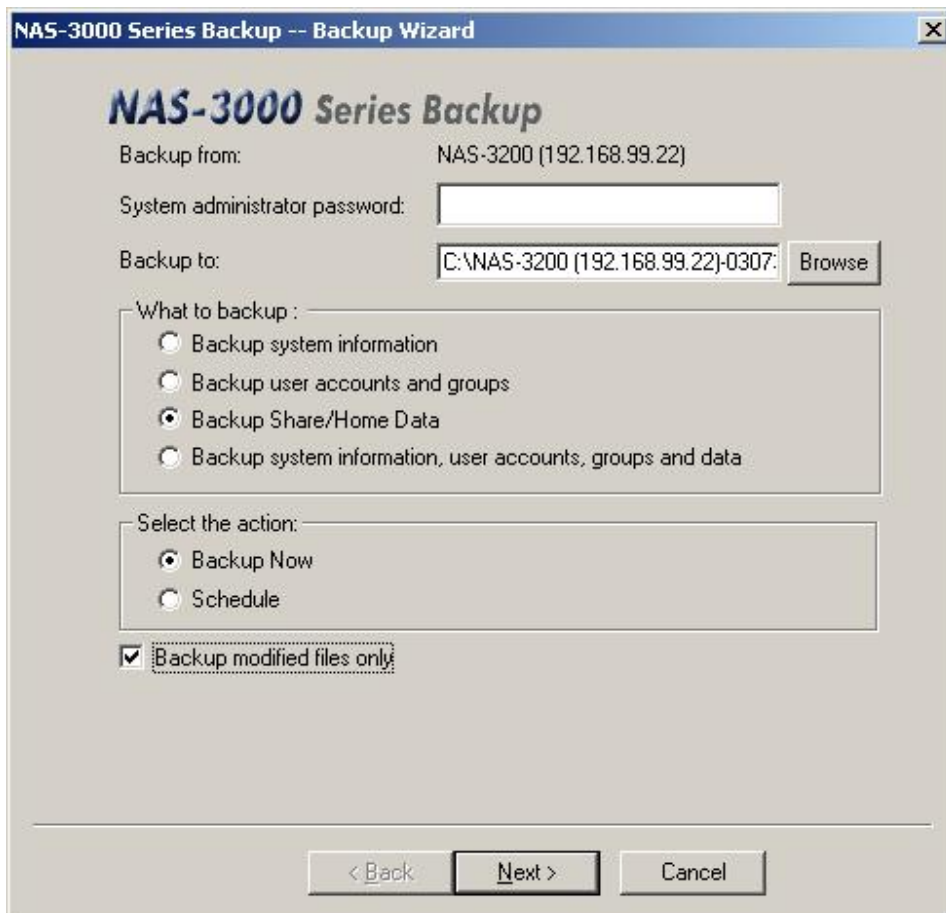 NAS-3000 Series Backup -- Backup Wizard
NAS-3000 Series Backup
Backup from: NAS-3200 (192.168.99.22)
System administrator password:
Backup to: C:\NAS-3200 (192.168.99.22)-0307: Browse
What to backup :
Backup system information
Backup user accounts and groups
Backup Share/Home Data
Backup system information, user accounts, groups and data
Select the action:
Backup Now
Schedule
Backup modified files only
< Back Next > Cancel